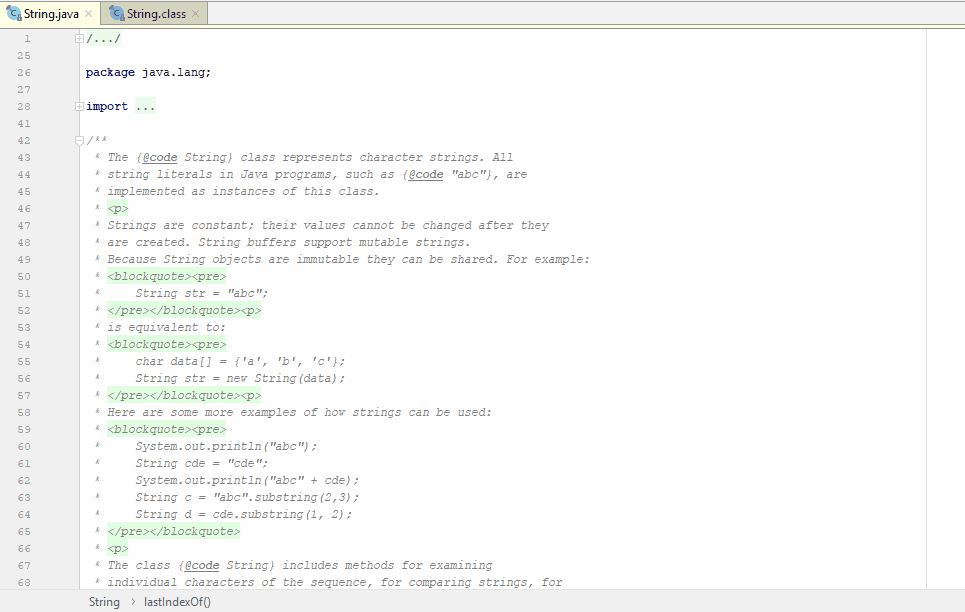 String.java × String.class ×
1 /.../
25
26 package java.lang;
27
28 import ...
41
42 /**
43 * The {@code String} class represents character strings. All
44 * string literals in Java programs, such as {@code "abc"}, are
45 * implemented as instances of this class.
46 * <p>
47 * Strings are constant; their values cannot be changed after they
48 * are created. String buffers support mutable strings.
49 * Because String objects are immutable they can be shared. For example:
50 * <blockquote><pre>
51 * String str = "abc";
52 * </pre></blockquote><p>
53 * is equivalent to:
54 * <blockquote><pre>
55 * char data[] = {'a', 'b', 'c'};
56 * String str = new String(data);
57 * </pre></blockquote><p>
58 * Here are some more examples of how strings can be used:
59 * <blockquote><pre>
60 * System.out.println("abc");
61 * String cde = "cde";
62 * System.out.println("abc" + cde);
63 * String c = "abc".substring(2,3);
64 * String d = cde.substring(1, 2);
65 * </pre></blockquote>
66 * <p>
67 * The class {@code String} includes methods for examining
68 * individual characters of the sequence, for comparing strings, for
String › lastIndexOf()